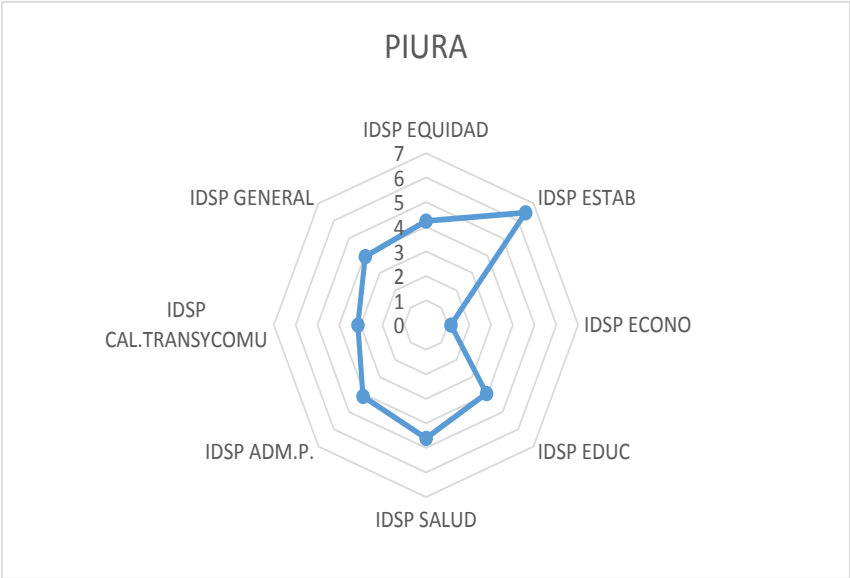 PIURA
IDSP EQUIDAD
7
6
5
4
3
2
1
0
IDSP ESTAB
IDSP ECONO
IDSP EDUC
IDSP SALUD
IDSP ADM.P.
IDSP
CAL.TRANSYCOMU
IDSP GENERAL